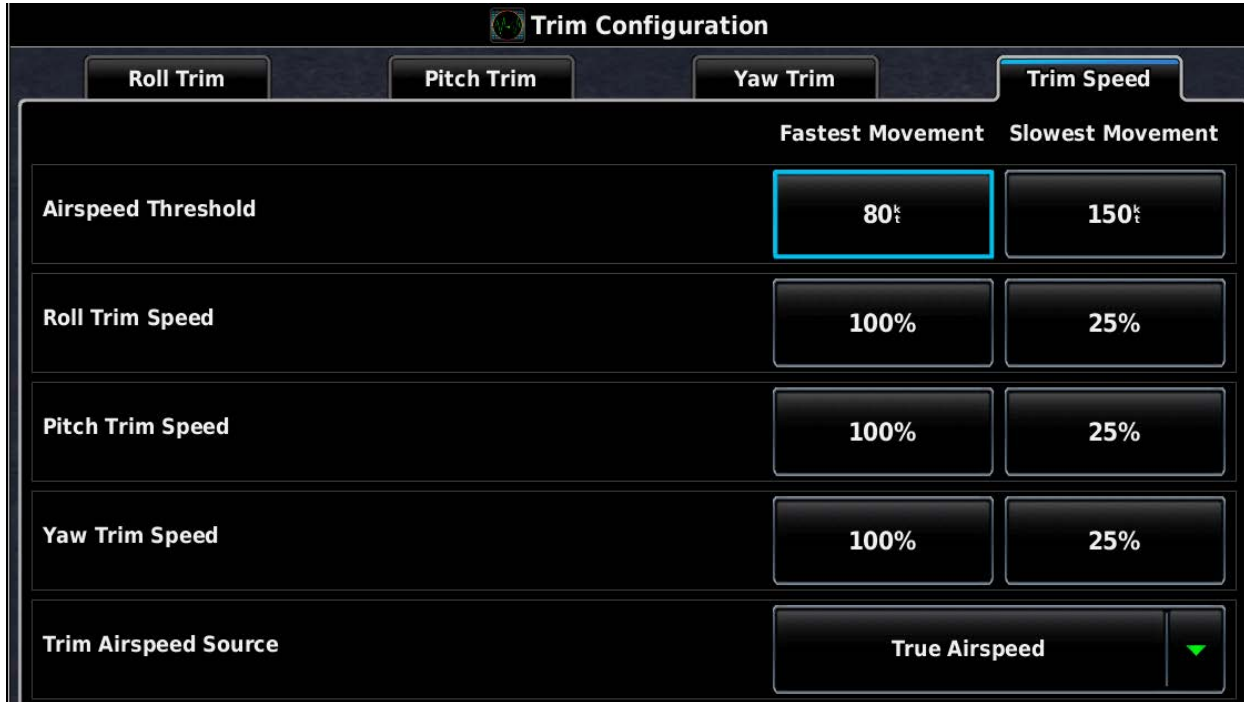 Trim Configuration
Roll Trim Pitch Trim Yaw Trim Trim Speed
Fastest Movement Slowest Movement
Airspeed Threshold 80kt 150kt
Roll Trim Speed 100% 25%
Pitch Trim Speed 100% 25%
Yaw Trim Speed 100% 25%
Trim Airspeed Source True Airspeed